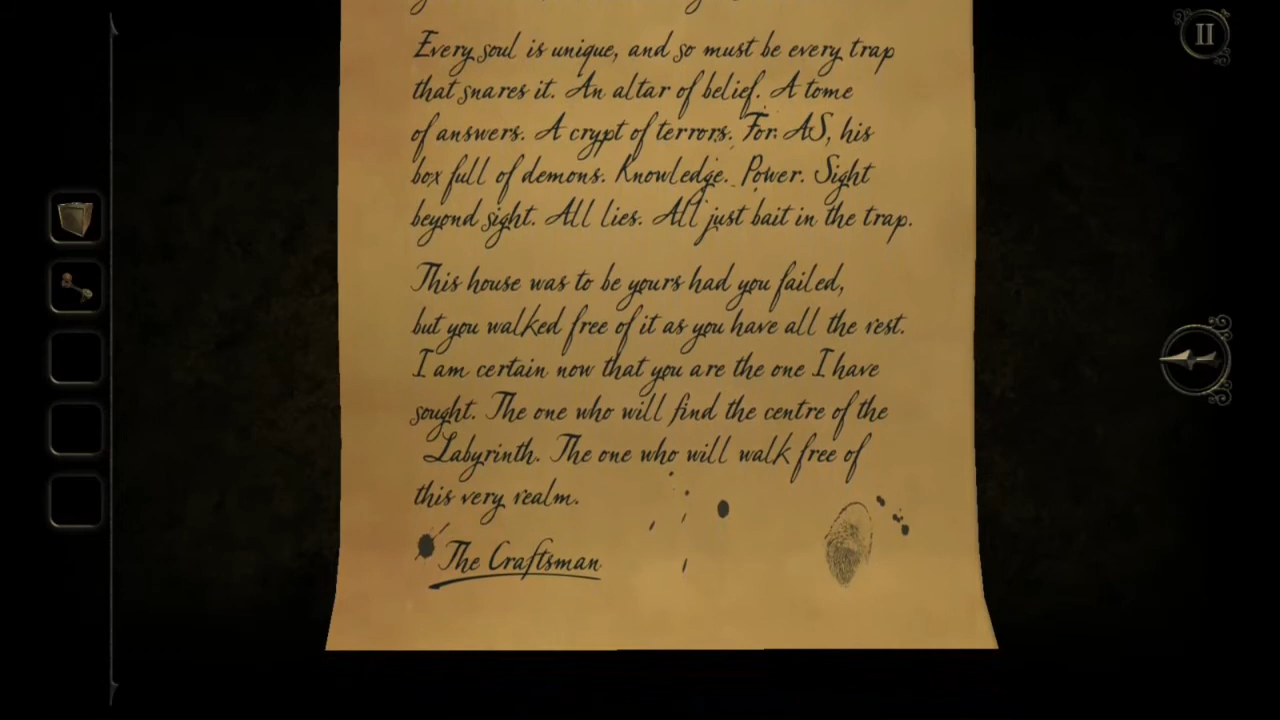 Every soul is unique, and so must be every trap
that snares it. An altar of belief. A tome
of answers. A crypt of terrors. For AS, his
box full of demons. Knowledge. Power. Sight
beyond sight. All lies. All just bait in the trap.
This house was to be yours had you failed,
but you walked free of it as you have all the rest.
I am certain now that you are the one I have
sought. The one who will find the centre of the
Labyrinth. The one who will walk free of
this very realm.
The Craftsman